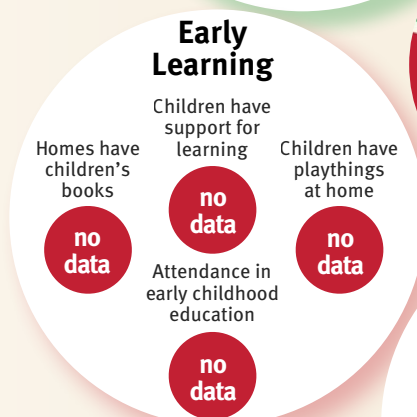 Early
Learning
Children have
support for
learning
no
data
Homes have
children’s
books
no
data
Children have
playthings
at home
no
data
Attendance in
early childhood
education
no
data